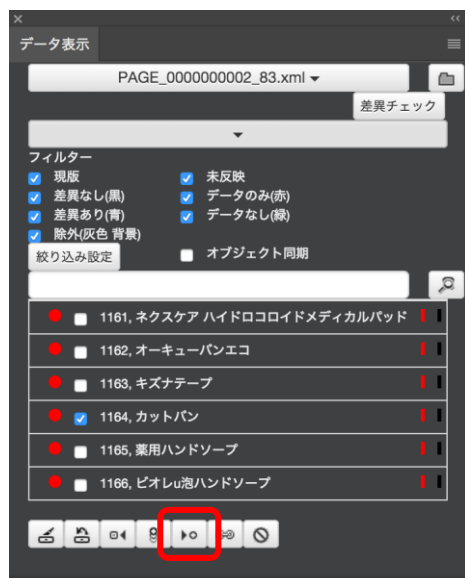 データ表示
PAGE_0000000002_83.xml
差異チェック
フィルター
現版
未反映
差異なし(黒)
データのみ(赤)
差異あり(青)
データなし(緑)
除外(灰色 背景)
絞り込み設定
オブジェクト同期
1161, ネクスケア ハイドロコロイドメディカルパッド
1162, オーキューバンエコ
1163, キズナテープ
1164, カットバン
1165, 薬用ハンドソープ
1166, ビオレu泡ハンドソープ